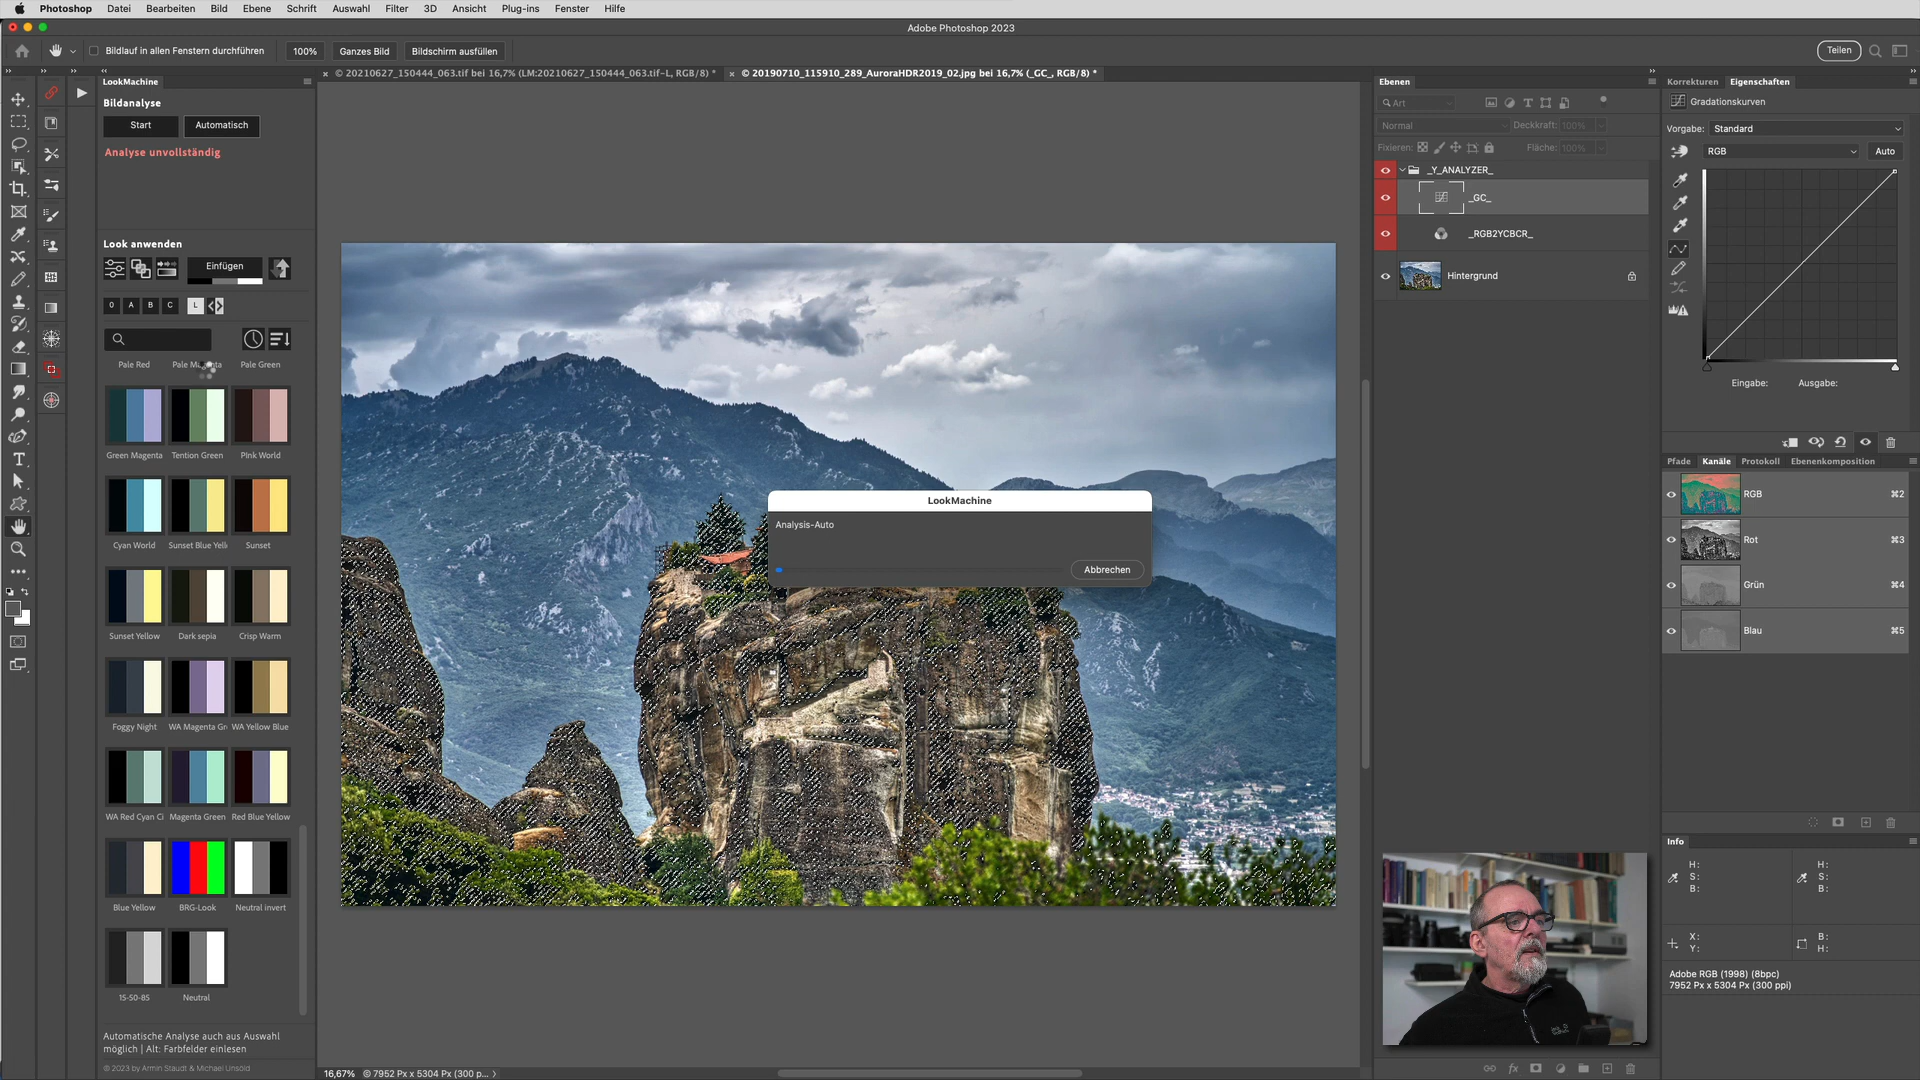 Photoshop Datei Bearbeiten Bild Ebene Schrift Auswahl Filter 3D Ansicht Plug-ins Fenster Hilfe
Adobe Photoshop 2023
Bildlauf in allen Fenstern durchführen 100% Ganzes Bild Bildschirm ausfüllen Teilen
© 20210627_150444_063.tif bei 16,7% (LM:20210627_150444_063.tif-L, RGB/8) *
© 20190710_115910_289_AuroraHDR2019_02.jpg bei 16,7% (_GC_, RGB/8) *
LookMachine
Bildanalyse
Start Automatisch
Analyse unvollständig
Look anwenden
Einfügen
0 A B C L
Pale Red Pale Green
Green Magenta Tention Green Pink World
Cyan World Sunset Blue Yell Sunset
Sunset Yellow Dark sepia Crisp Warm
Foggy Night WA Magenta Gr WA Yellow Blue
WA Red Cyan Ci Magenta Green Red Blue Yellow
Blue Yellow BRG-Look Neutral invert
15-50-85 Neutral
Automatische Analyse auch aus Auswahl
möglich | Alt: Farbfelder einlesen
© 2023 by Armin Staudt & Michael Unsöld
LookMachine
Analysis-Auto
Abbrechen
16,67% © 7952 Px x 5304 Px (300 p...
Ebenen
Art
Normal Deckkraft: 100%
Fixieren: Fläche: 100%
_Y_ANALYZER_
_GC_
_RGB2YCBCR_
Hintergrund
Korrekturen Eigenschaften
Gradationskurven
Vorgabe: Standard
RGB Auto
Eingabe: Ausgabe:
Pfade Kanäle Protokoll Ebenenkomposition
RGB ⌘2
Rot ⌘3
Grün ⌘4
Blau ⌘5
Info
H: H:
S: S:
B: B:
X: B:
Y: H:
Adobe RGB (1998) (8bpc)
7952 Px x 5304 Px (300 ppi)